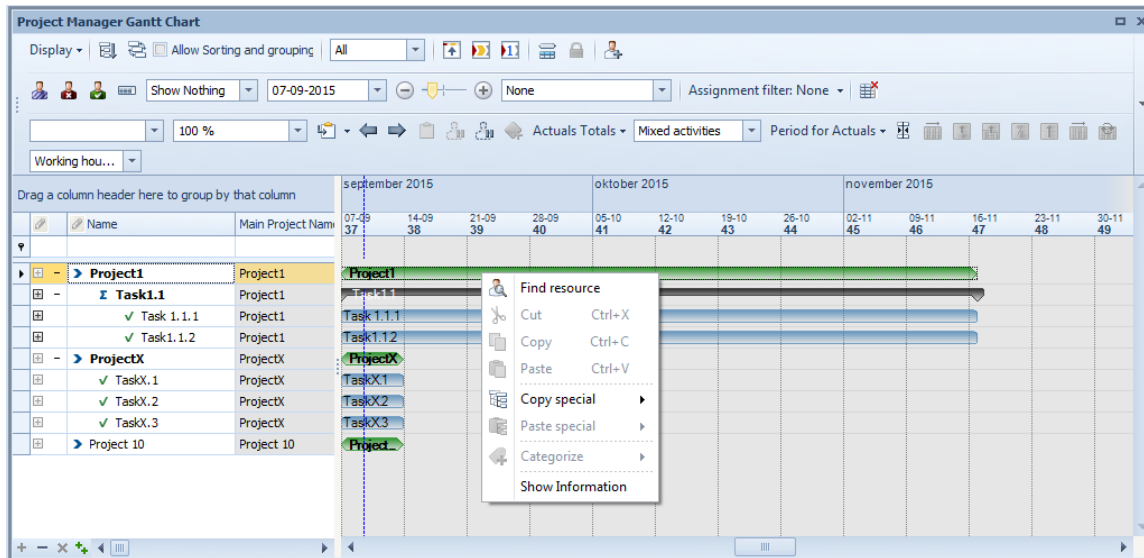 Project Manager Gantt Chart
Display Allow Sorting and grouping All
Show Nothing 07-09-2015 None Assignment filter: None
100 % Actuals Totals Mixed activities Period for Actuals
Working hou...
Drag a column header here to group by that column
september 2015 oktober 2015 november 2015
Name Main Project Name
07-09 14-09 21-09 28-09 05-10 12-10 19-10 26-10 02-11 09-11 16-11 23-11 30-11
37 38 39 40 41 42 43 44 45 46 47 48 49
Project1 Project1 Project1
Task1.1 Project1 Task1.1
Task 1.1.1 Project1 Task 1.1.1
Task1.1.2 Project1 Task1.1.2
ProjectX ProjectX ProjectX
TaskX.1 ProjectX TaskX.1
TaskX.2 ProjectX TaskX.2
TaskX.3 ProjectX TaskX.3
Project 10 Project 10 Project_
Find resource
Cut Ctrl+X
Copy Ctrl+C
Paste Ctrl+V
Copy special
Paste special
Categorize
Show Information